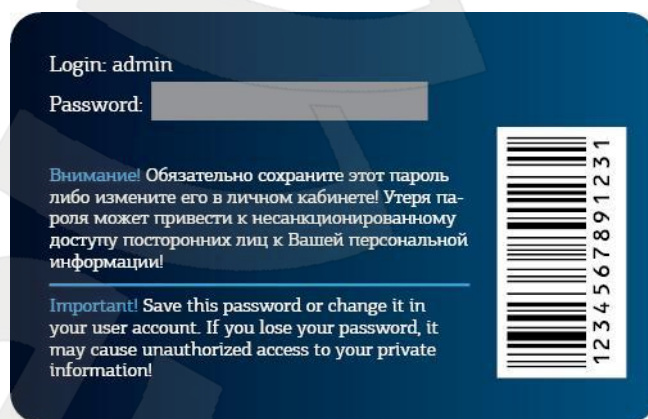 Login: admin
Password:
Внимание! Обязательно сохраните этот пароль
либо измените его в личном кабинете! Утеря па-
роля может привести к несанкционированному
доступу посторонних лиц к Вашей персональной
информации!
Important! Save this password or change it in
your user account. If you lose your password, it
may cause unauthorized access to your private
information!
1234567891231